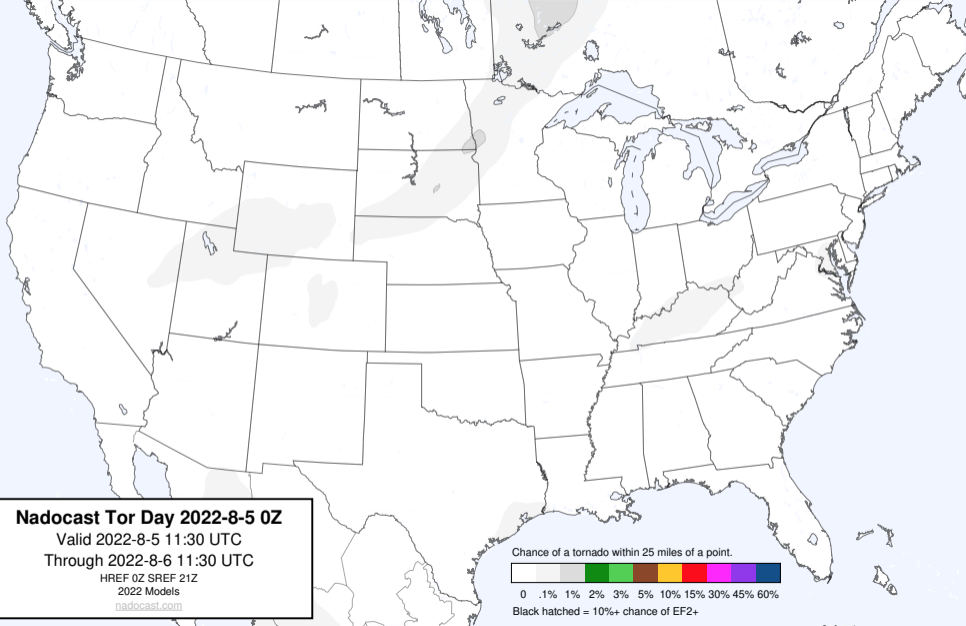 Nadocast Tor Day 2022-8-5 0Z
Valid 2022-8-5 11:30 UTC
Through 2022-8-6 11:30 UTC
HREF 0Z SREF 21Z
2022 Models
nadocast.com
Chance of a tornado within 25 miles of a point.
0 .1% 1% 2% 3% 5% 10% 15% 30% 45% 60%
Black hatched = 10%+ chance of EF2+